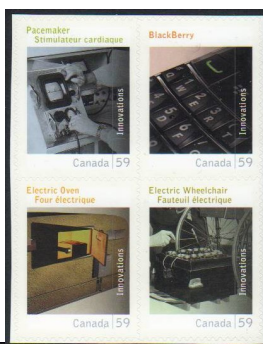 Pacemaker
Stimulateur cardiaque
Innovations
Canada 59
BlackBerry
Innovations
Canada 59
Electric Oven
Four électrique
Innovations
Canada 59
Electric Wheelchair
Fauteuil électrique
Innovations
Canada 59